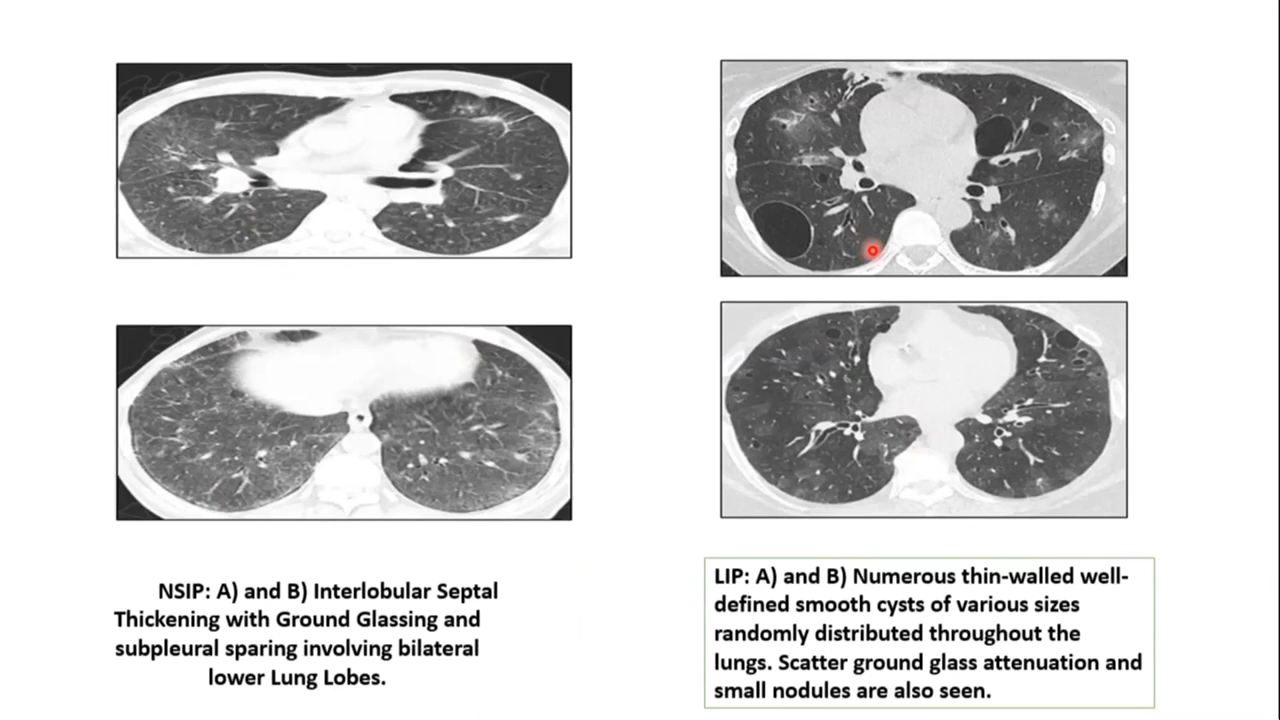 NSIP: A) and B) Interlobular Septal
Thickening with Ground Glassing and
subpleural sparing involving bilateral
lower Lung Lobes.
LIP: A) and B) Numerous thin-walled well-
defined smooth cysts of various sizes
randomly distributed throughout the
lungs. Scatter ground glass attenuation and
small nodules are also seen.